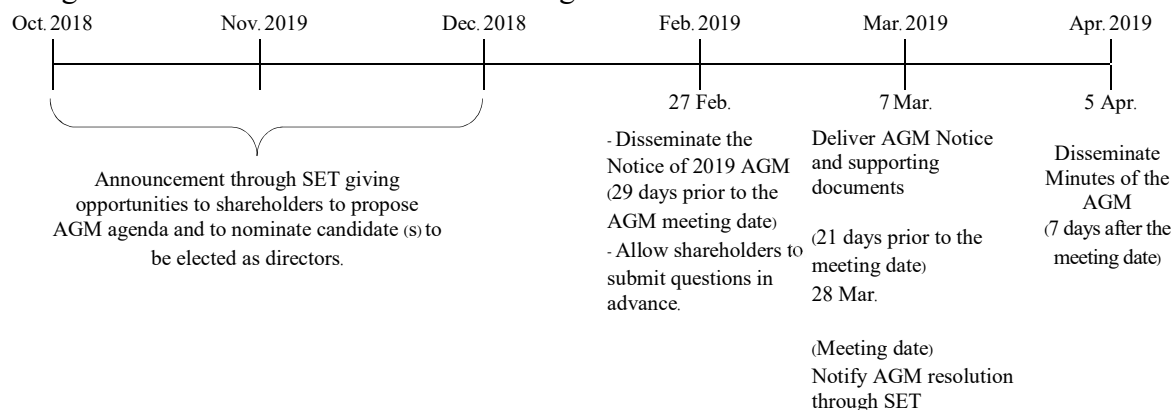 Oct. 2018
Nov. 2019
Dec. 2018
Feb. 2019
Mar. 2019
Apr. 2019
Announcement through SET giving
opportunities to shareholders to propose
AGM agenda and to nominate candidate (s) to
be elected as directors.
27 Feb.
- Disseminate the
Notice of 2019 AGM
(29 days prior to the
AGM meeting date)
- Allow shareholders to
submit questions in
advance.
7 Mar.
Deliver AGM Notice
and supporting
documents
(21 days prior to the
meeting date)
28 Mar.
(Meeting date)
Notify AGM resolution
through SET
5 Apr.
Disseminate
Minutes of the
AGM
(7 days after the
meeting date)